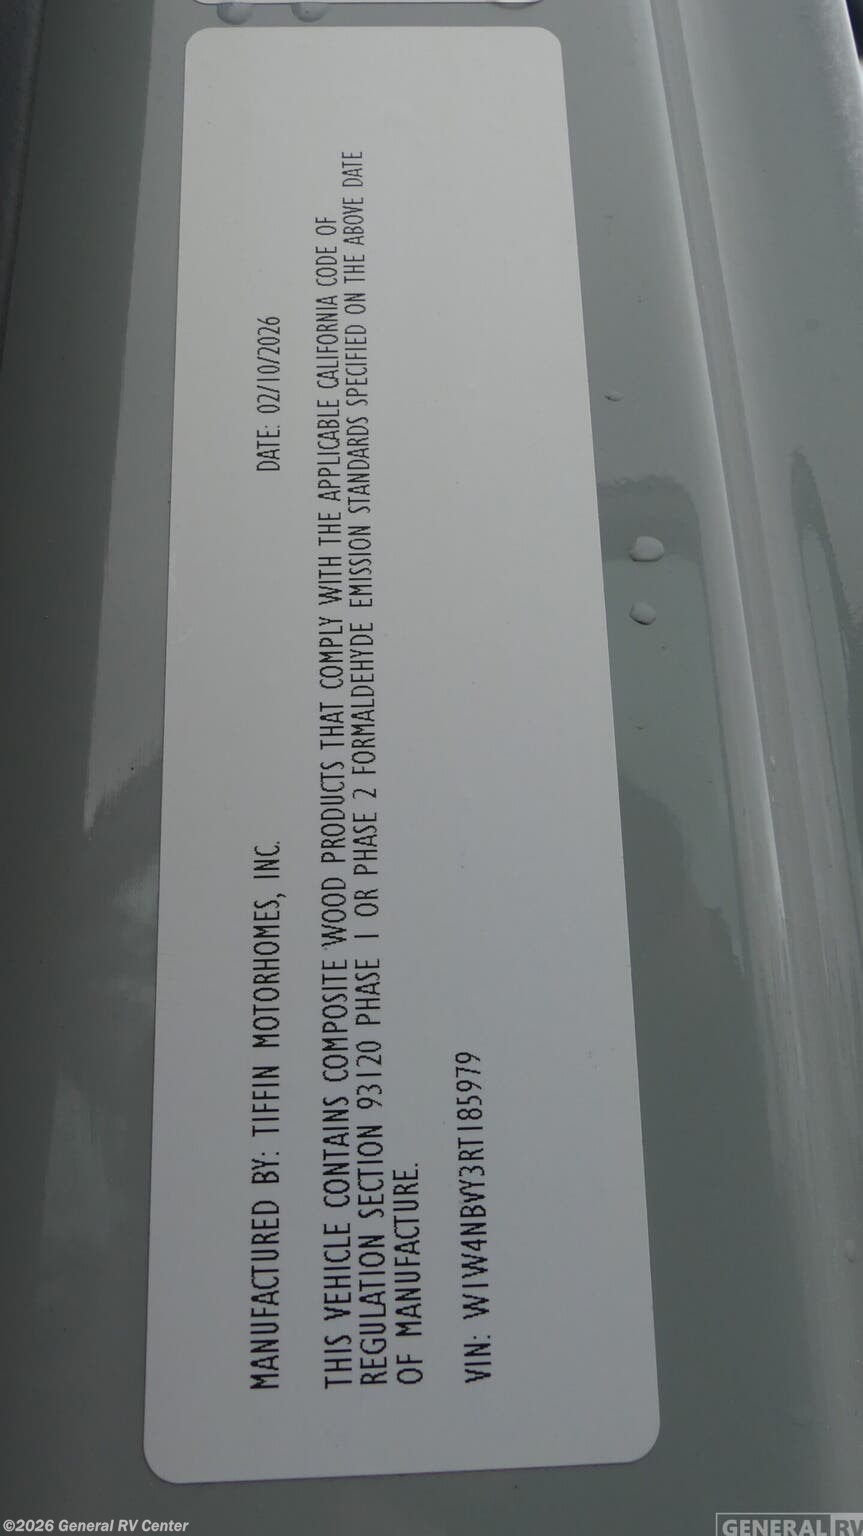 MANUFACTURED BY: TIFFIN MOTORHOMES, INC. DATE: 02/10/2026
THIS VEHICLE CONTAINS COMPOSITE WOOD PRODUCTS THAT COMPLY WITH THE APPLICABLE CALIFORNIA CODE OF
REGULATION SECTION 93120 PHASE 1 OR PHASE 2 FORMALDEHYDE EMISSION STANDARDS SPECIFIED ON THE ABOVE DATE
OF MANUFACTURE.
VIN: W1W4NBVY3RT185979
©2026 General RV Center
GENERAL RV